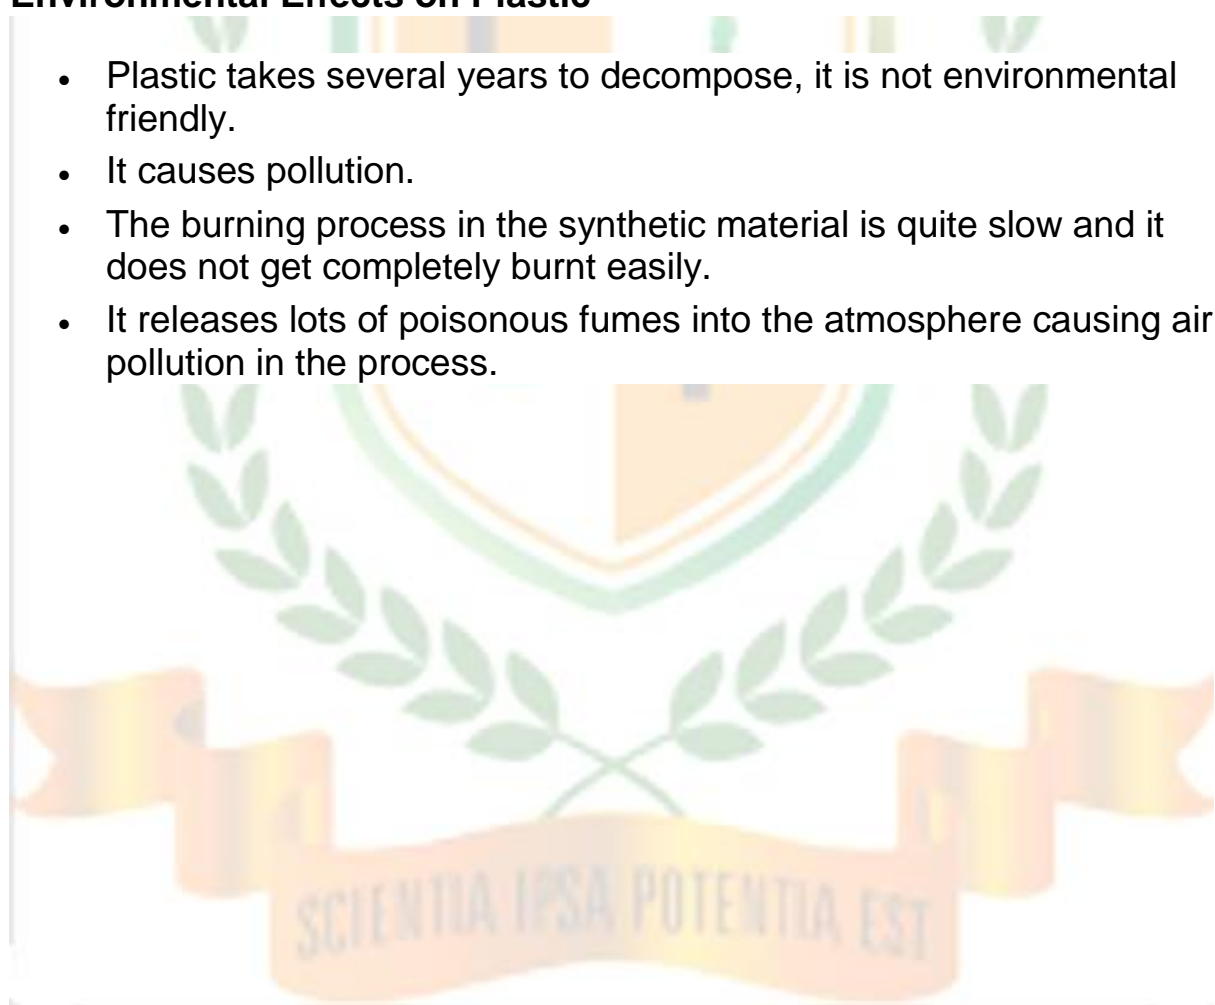 Environmental Effects on Plastic
• Plastic takes several years to decompose, it is not environmental
friendly.
• It causes pollution.
• The burning process in the synthetic material is quite slow and it
does not get completely burnt easily.
• It releases lots of poisonous fumes into the atmosphere causing air
pollution in the process.
SCIENTIA IPSA POTENTIA EST